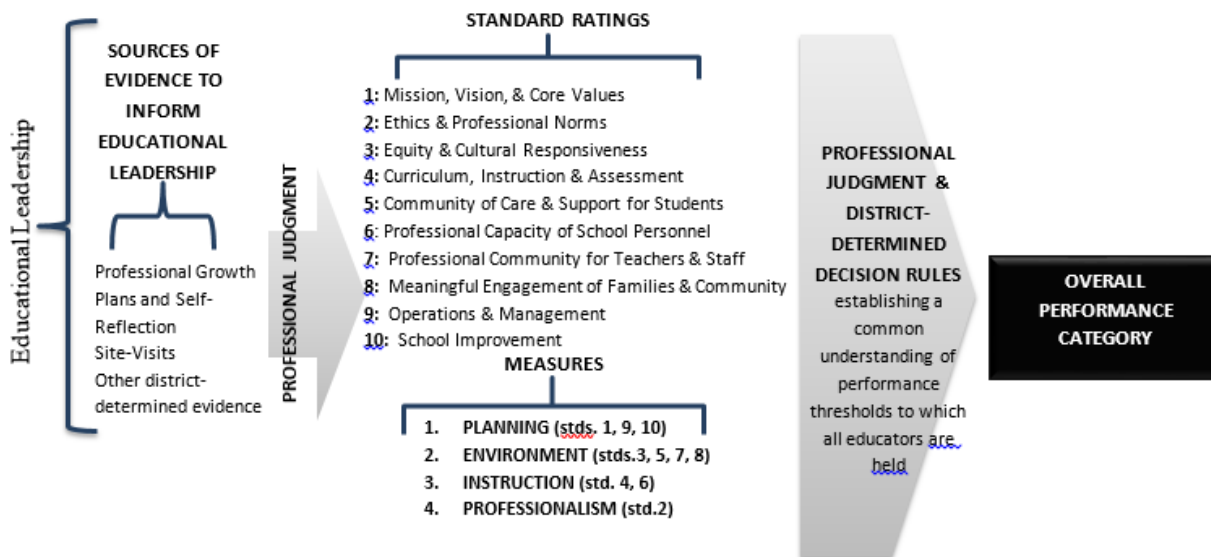 Educational Leadership
SOURCES OF
EVIDENCE TO
INFORM
EDUCATIONAL
LEADERSHIP
Professional Growth
Plans and Self-
Reflection
Site-Visits
Other district-
determined evidence
PROFESSIONAL JUDGMENT
STANDARD RATINGS
1: Mission, Vision, & Core Values
2: Ethics & Professional Norms
3: Equity & Cultural Responsiveness
4: Curriculum, Instruction & Assessment
5: Community of Care & Support for Students
6: Professional Capacity of School Personnel
7: Professional Community for Teachers & Staff
8: Meaningful Engagement of Families & Community
9: Operations & Management
10: School Improvement
MEASURES
1. PLANNING (stds. 1, 9, 10)
2. ENVIRONMENT (stds.3, 5, 7, 8)
3. INSTRUCTION (std. 4, 6)
4. PROFESSIONALISM (std.2)
PROFESSIONAL
JUDGMENT &
DISTRICT-
DETERMINED
DECISION RULES
establishing a
common
understanding of
performance
thresholds to which
all educators are
held
OVERALL
PERFORMANCE
CATEGORY